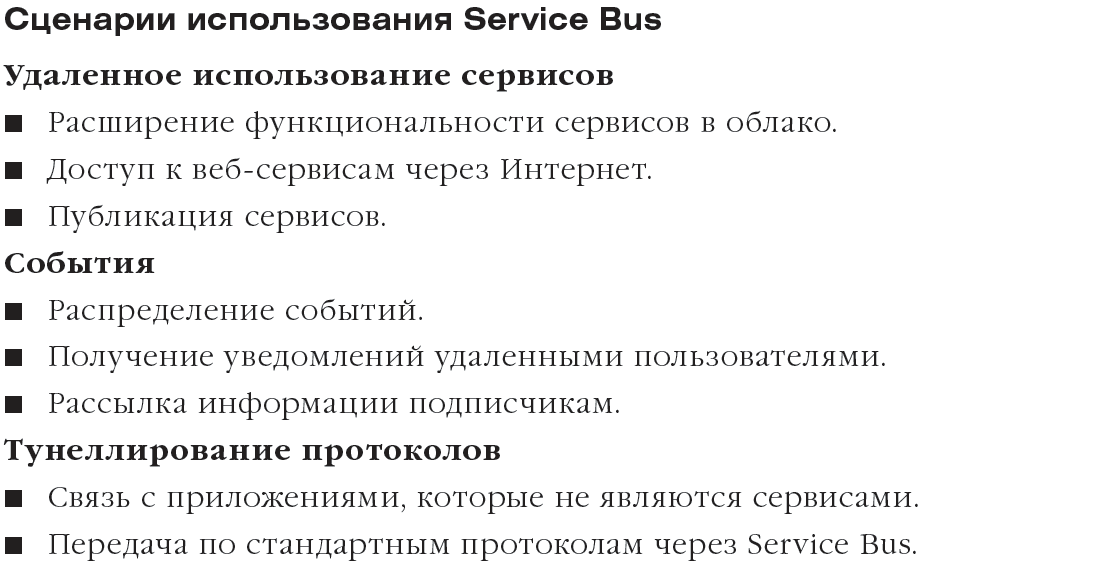 Сценарии использования Service Bus
Удаленное использование сервисов
■ Расширение функциональности сервисов в облако.
■ Доступ к веб-сервисам через Интернет.
■ Публикация сервисов.
События
■ Распределение событий.
■ Получение уведомлений удаленными пользователями.
■ Рассылка информации подписчикам.
Тунеллирование протоколов
■ Связь с приложениями, которые не являются сервисами.
■ Передача по стандартным протоколам через Service Bus.